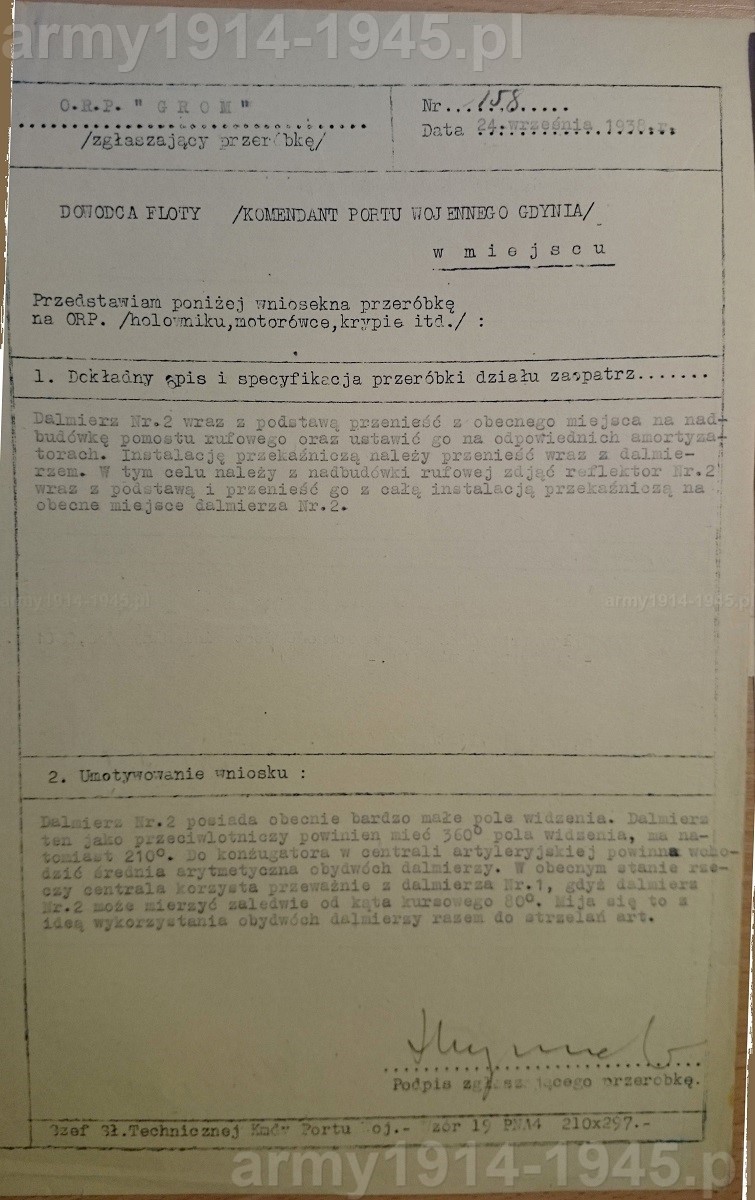 army1914-1945.pl
O.R.P. "G R O M"
Nr...158.....
/zgłaszający przeróbkę/
Data 24 września 1938 r.
DOWODCA FLOTY /KOMENDANT PORTU WOJENNEGO GDYNIA/
w miejscu
Przedstawiam poniżej wniosekna przeróbkę
na ORP. /holowniku,motorówce,krypie itd./ :
1. Dokładny opis i specyfikacja przeróbki działu zaopatrz.......
Dalmierz Nr.2 wraz z podstawą przenieść z obecnego miejsca na nad-
budówkę pomostu rufowego oraz ustawić go na odpowiednich amortyza-
torach. Instalację przekaźniczą należy przenieść wraz z dalmie-
rzem. W tym celu należy z nadbudówki rufowej zdjąć reflektor Nr.2
wraz z podstawą i przenieść go z całą instalacją przekaźniczą na
obecne miejsce dalmierza Nr.2.
army1914-1945.pl
army1914-1945.pl
2. Umotywowanie wniosku :
Dalmierz Nr.2 posiada obecnie bardzo małe pole widzenia. Dalmierz
ten jako przeciwlotniczy powinien mieć 360° pola widzenia, ma na-
tomiast 210°. Do konżugatora w centrali artyleryjskiej powinna wcho-
dzić średnia arytmetyczna obydwóch dalmierzy. W obecnym stanie rze-
czy centrala korzysta przeważnie z dalmierza Nr.1, gdyż dalmierz
Nr.2 może mierzyć zaledwie od kąta kursowego 80°. Mija się to z
ideą wykorzystania obydwóch dalmierzy razem do strzelań art.
Podpis zgłaszającego przeróbkę.
Szef Sł.Technicznej Kmdy Portu Woj.- Wzór 19 PNA4 210x297.-
army1914-1945.pl